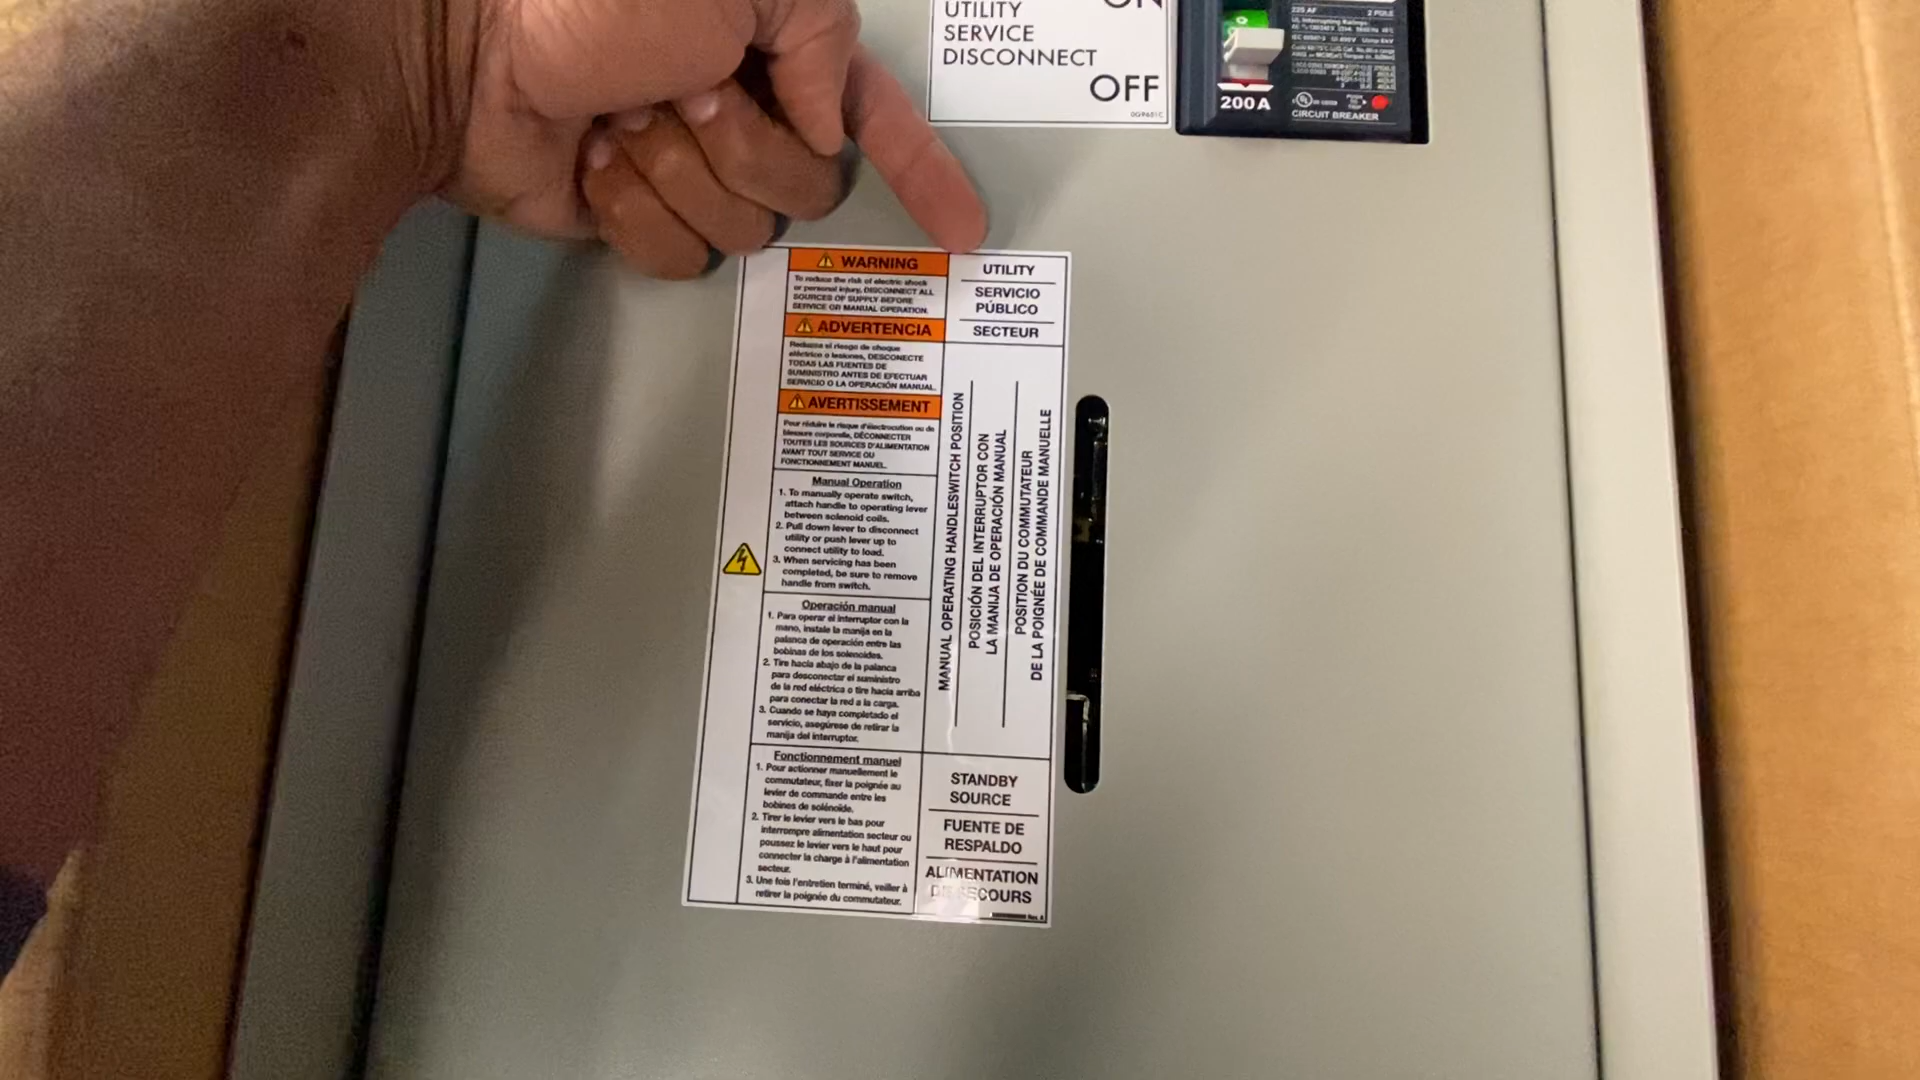 ON
UTILITY
SERVICE
DISCONNECT
OFF
0G9651C
225 AF 2 POLE
200 A
PUSH
TO
TRIP
CIRCUIT BREAKER
WARNING
To reduce the risk of electric shock
or personal injury, DISCONNECT ALL
SOURCES OF SUPPLY BEFORE
SERVICE OR MANUAL OPERATION.
ADVERTENCIA
Reduzca el riesgo de choque
eléctrico o lesiones, DESCONECTE
TODAS LAS FUENTES DE
SUMINISTRO ANTES DE EFECTUAR
SERVICIO O LA OPERACIÓN MANUAL.
AVERTISSEMENT
Pour réduire le risque d'électrocution ou de
blessure corporelle, DÉCONNECTER
TOUTES LES SOURCES D'ALIMENTATION
AVANT TOUT SERVICE OU
FONCTIONNEMENT MANUEL.
Manual Operation
1. To manually operate switch,
attach handle to operating lever
between solenoid coils.
2. Pull down lever to disconnect
utility or push lever up to
connect utility to load.
3. When servicing has been
completed, be sure to remove
handle from switch.
Operación manual
1. Para operar el interruptor con la
mano, instale la manija en la
palanca de operación entre las
bobinas de los solenoides.
2. Tire hacia abajo de la palanca
para desconectar el suministro
de la red eléctrica o tire hacia arriba
para conectar la red a la carga.
3. Cuando se haya completado el
servicio, asegúrese de retirar la
manija del interruptor.
Fonctionnement manuel
1. Pour actionner manuellement le
commutateur, fixer la poignée au
levier de commande entre les
bobines de solénoïde.
2. Tirer le levier vers le bas pour
interrompre alimentation secteur ou
poussez le levier vers le haut pour
connecter la charge à l'alimentation
secteur.
3. Une fois l'entretien terminé, veiller à
retirer la poignée du commutateur.
UTILITY
SERVICIO
PÚBLICO
SECTEUR
MANUAL OPERATING HANDLESWITCH POSITION
POSICIÓN DEL INTERRUPTOR CON
LA MANIJA DE OPERACIÓN MANUAL
POSITION DU COMMUTATEUR
DE LA POIGNÉE DE COMMANDE MANUELLE
STANDBY
SOURCE
FUENTE DE
RESPALDO
ALIMENTATION
DE SECOURS
Rev. A